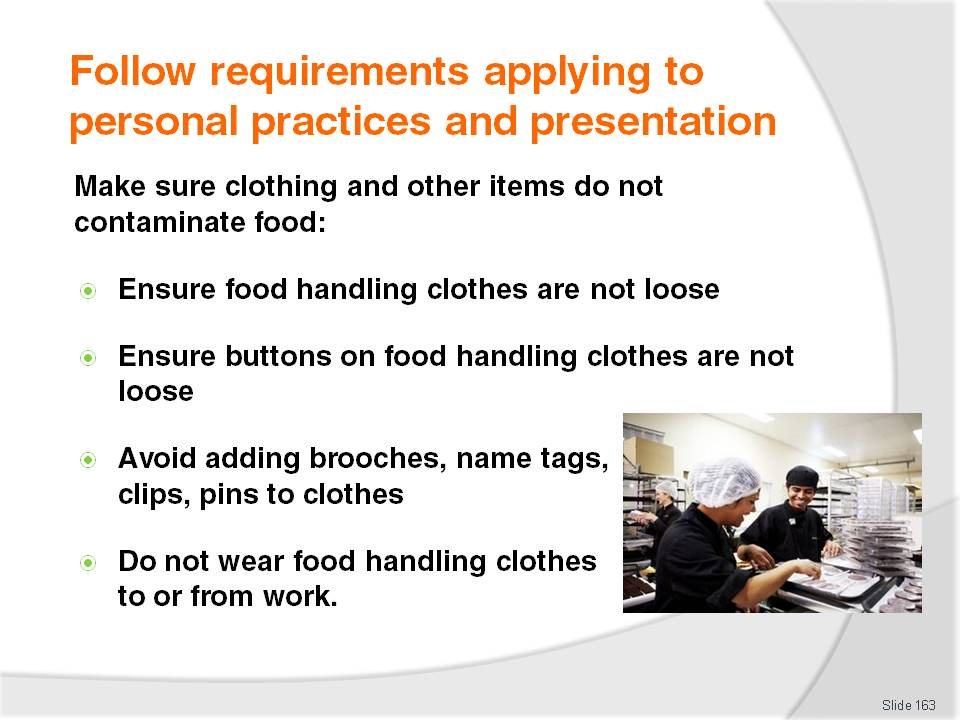 Follow requirements applying to
personal practices and presentation
Make sure clothing and other items do not
contaminate food:
Ensure food handling clothes are not loose
Ensure buttons on food handling clothes are not
loose
Avoid adding brooches, name tags,
clips, pins to clothes
Do not wear food handling clothes
to or from work.
Slide 163